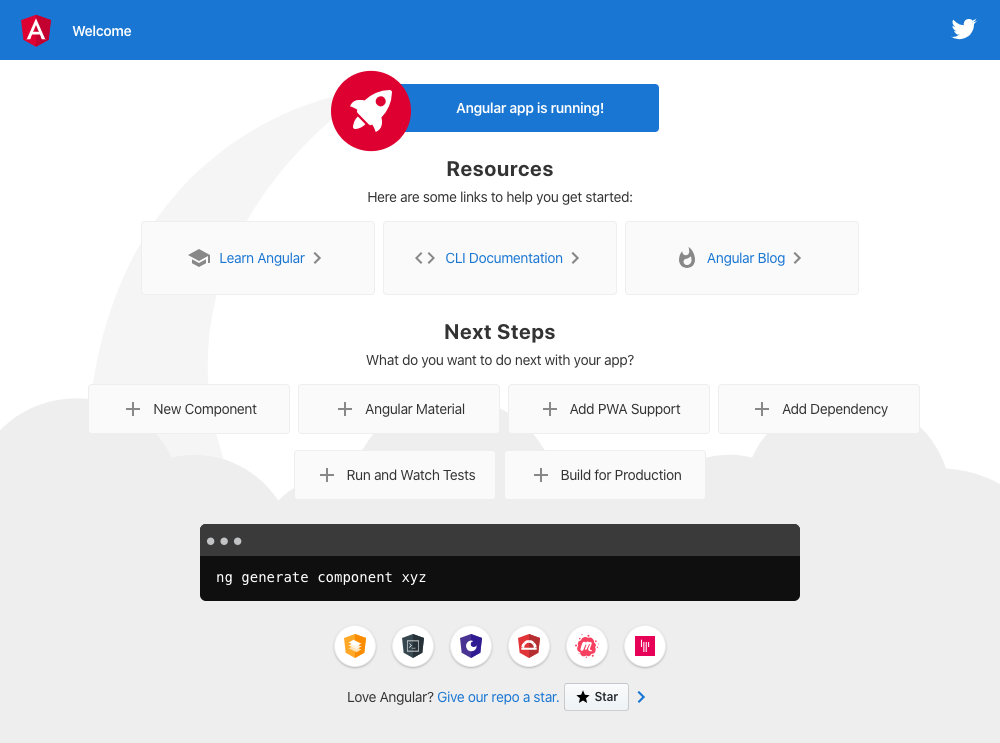 Welcome
Angular app is running!
Resources
Here are some links to help you get started:
Learn Angular
CLI Documentation
Angular Blog
Next Steps
What do you want to do next with your app?
New Component
Angular Material
Add PWA Support
Add Dependency
Run and Watch Tests
Build for Production
ng generate component xyz
Love Angular? Give our repo a star. Star